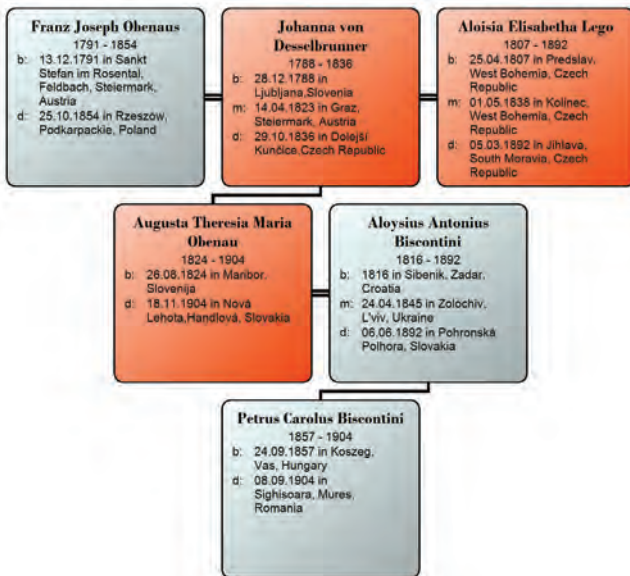 Franz Joseph Obenaus
1791 - 1854
b: 13.12.1791 in Sankt
Stefan im Rosental,
Feldbach, Steiermark,
Austria
d: 25.10.1854 in Rzeszów,
Podkarpackie, Poland
Johanna von
Desselbrunner
1788 - 1836
b: 28.12.1788 in
Ljubljana,Slovenia
m: 14.04.1823 in Graz,
Steiermark, Austria
d: 29.10.1836 in Dolejší
Kunčice,Czech Republic
Aloisia Elisabetha Lego
1807 - 1892
b: 25.04.1807 in Predslav,
West Bohemia, Czech
Republic
m: 01.05.1838 in Kolinec,
West Bohemia, Czech
Republic
d: 05.03.1892 in Jihlava,
South Moravia, Czech
Republic
Augusta Theresia Maria
Obenau
1824 - 1904
b: 26.08.1824 in Maribor,
Slovenija
d: 18.11.1904 in Nová
Lehota,Handlová, Slovakia
Aloysius Antonius
Biscontini
1816 - 1892
b: 1816 in Sibenik, Zadar,
Croatia
m: 24.04.1845 in Zolochiv,
L'viv, Ukraine
d: 06.06.1892 in Pohronská
Polhora, Slovakia
Petrus Carolus Biscontini
1857 - 1904
b: 24.09.1857 in Koszeg,
Vas, Hungary
d: 08.09.1904 in
Sighisoara, Mures,
Romania